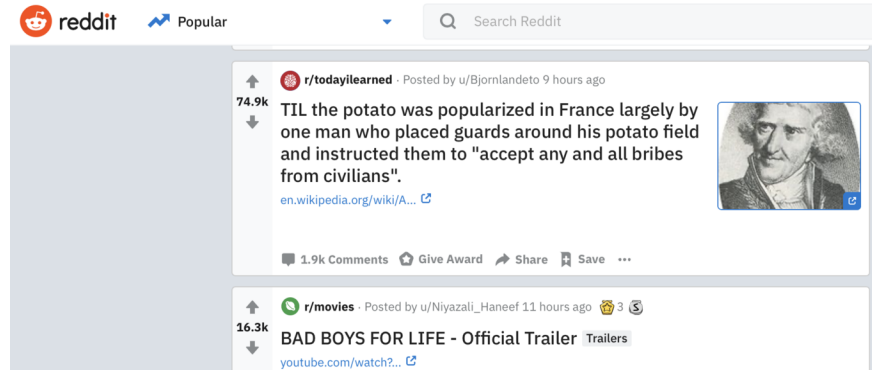 reddit Popular Search Reddit
r/todayilearned · Posted by u/Bjornlandeto 9 hours ago
74.9k
TIL the potato was popularized in France largely by
one man who placed guards around his potato field
and instructed them to "accept any and all bribes
from civilians".
en.wikipedia.org/wiki/A...
1.9k Comments Give Award Share Save ...
r/movies · Posted by u/Niyazali_Haneef 11 hours ago 3 S
16.3k
BAD BOYS FOR LIFE - Official Trailer Trailers
youtube.com/watch?...